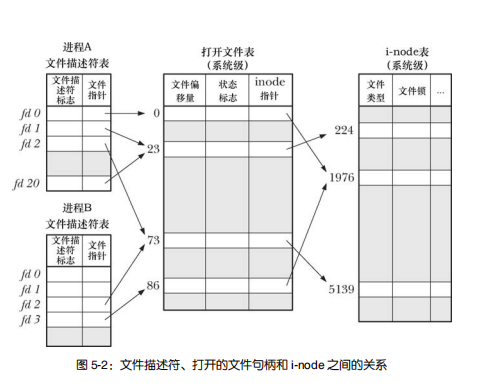 进程A
文件描述符表
文件描
述符
标志
文件
指针
fd 0
fd 1
fd 2
fd 20
进程B
文件描述符表
文件描
述符
标志
文件
指针
fd 0
fd 1
fd 2
fd 3
打开文件表
(系统级)
文件偏
移量
状态
标志
inode
指针
0
23
73
86
i-node表
(系统级)
文件
类型
文件锁
...
224
1976
5139
图 5-2：文件描述符、打开的文件句柄和 i-node 之间的关系